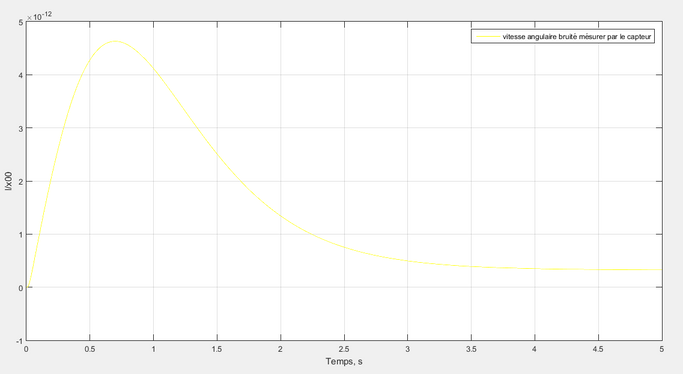 ×10-12
vitesse angulaire bruité mésurer par le capteur
5
4
3
2
1
0
-1
l/x00
0 0.5 1 1.5 2 2.5 3 3.5 4 4.5 5
Temps, s